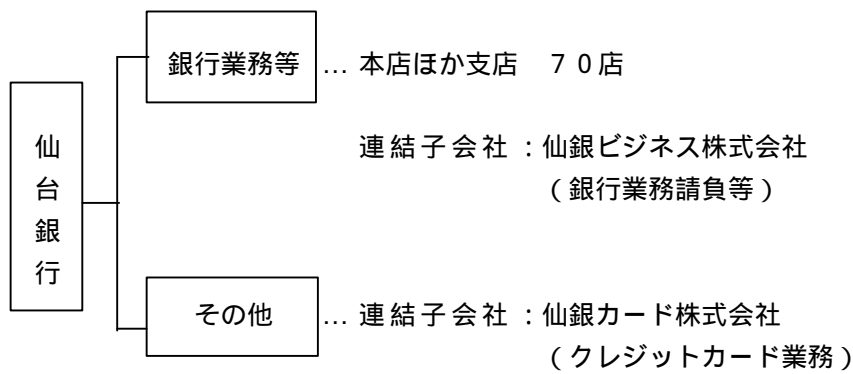 銀行業務等 … 本店ほか支店　７０店
仙台銀行
連結子会社：仙銀ビジネス株式会社
（銀行業務請負等）
その他 … 連結子会社：仙銀カード株式会社
（クレジットカード業務）